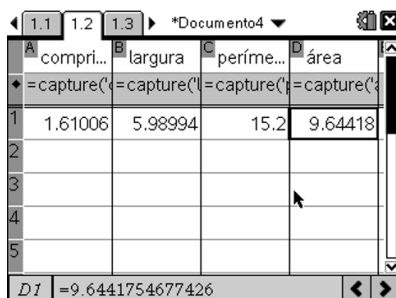 1.1 1.2 1.3 *Documento4
A compri... B largura C períme... D área
=capture('c =capture('l =capture('p =capture('a
1 1.61006 5.98994 15.2 9.64418
2
3
4
5
D1 =9.6441754677426